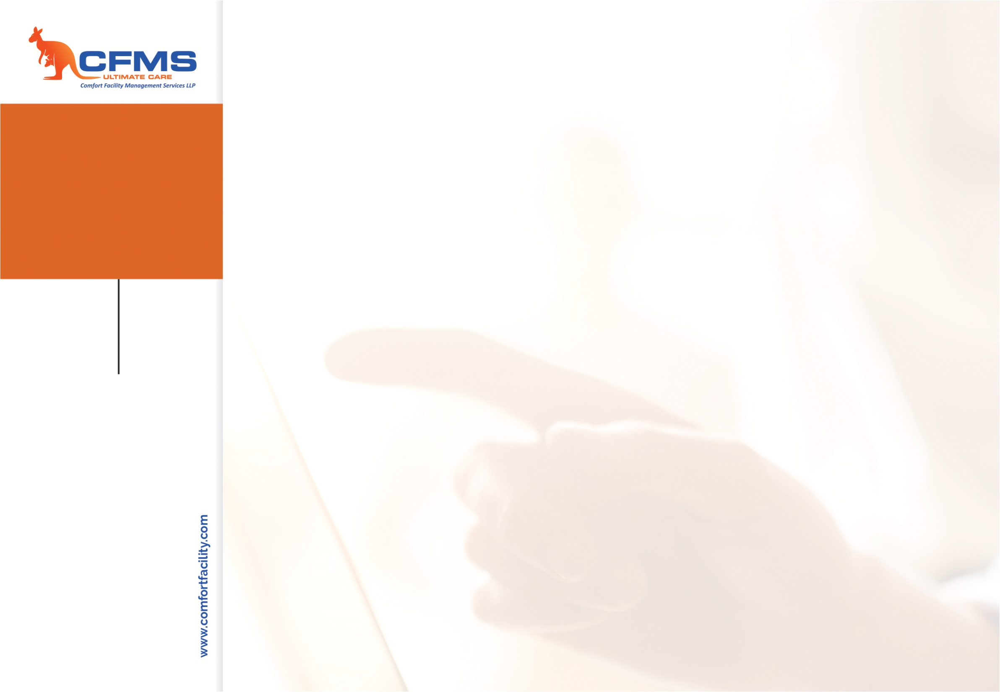 CFMS
ULTIMATE CARE
Comfort Facility Management Services LLP
www.comfortfacility.com